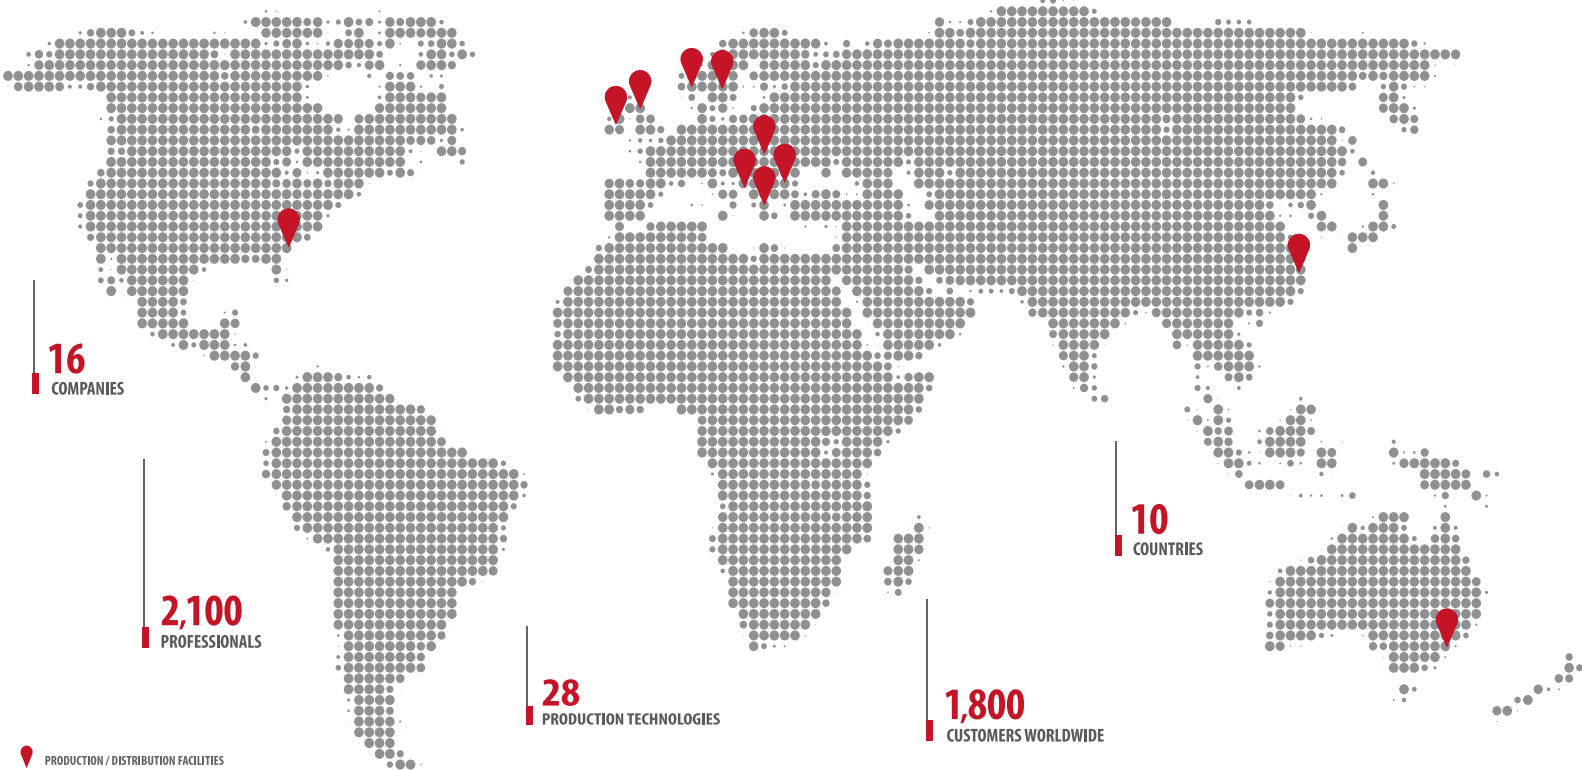 16
COMPANIES
10
COUNTRIES
2,100
PROFESSIONALS
28
PRODUCTION TECHNOLOGIES
1,800
CUSTOMERS WORLDWIDE
PRODUCTION / DISTRIBUTION FACILITIES